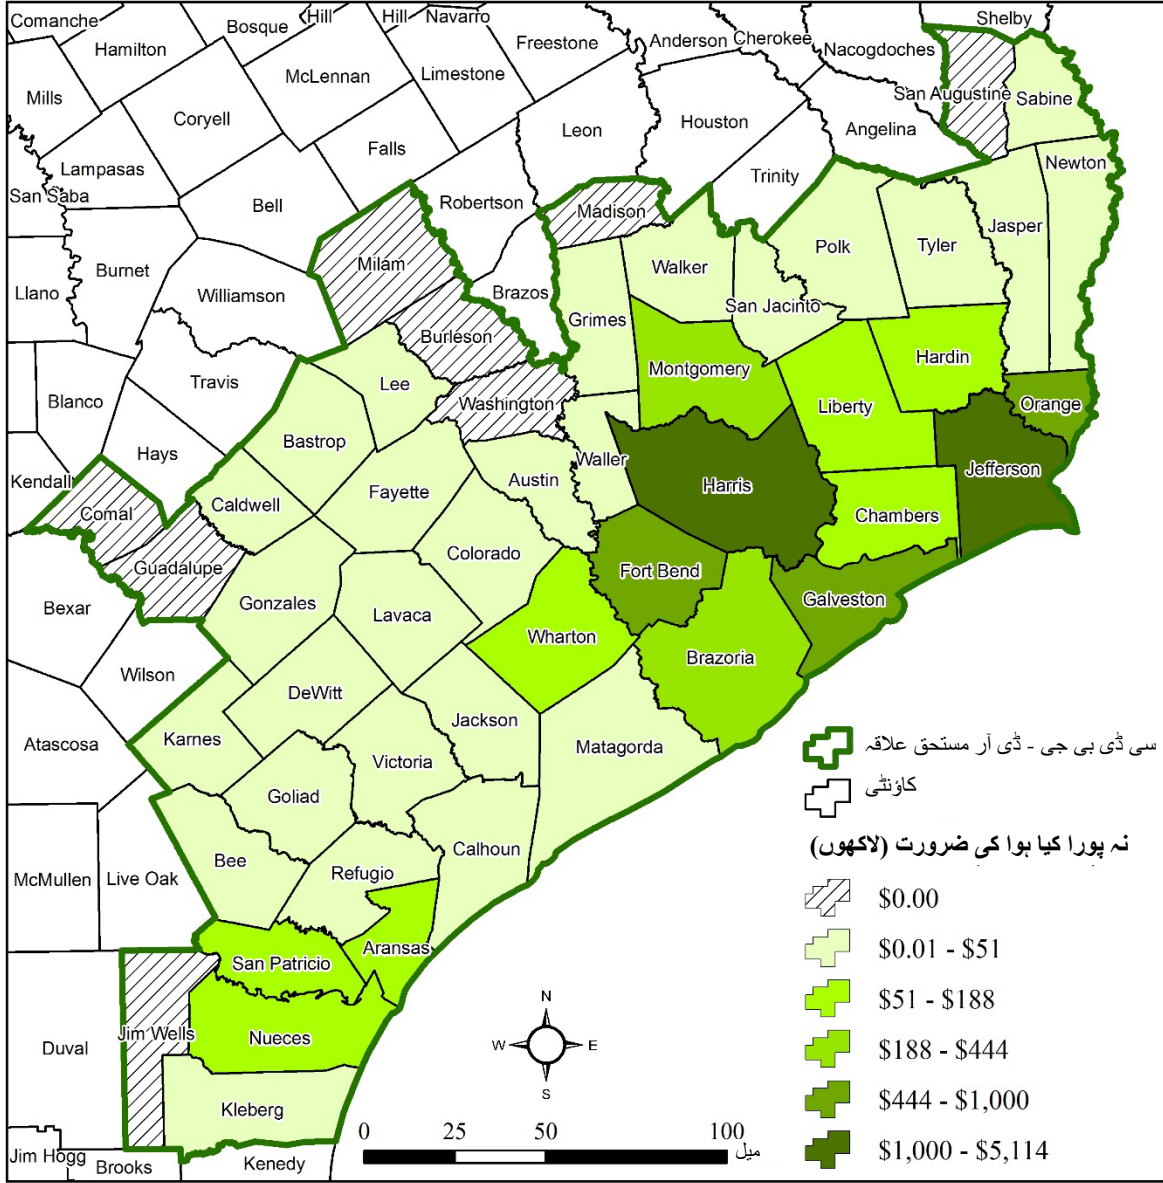 Comanche
Hill
Hill
Navarro
Shelby
Hamilton
Bosque
Freestone
Anderson
Cherokee
Nacogdoches
Mills
McLennan
Limestone
San Augustine
Sabine
Coryell
Leon
Houston
Angelina
Falls
Lampasas
Trinity
Newton
San Saba
Bell
Robertson
Madison
Jasper
Burnet
Milam
Walker
Polk
Tyler
Llano
Williamson
Brazos
San Jacinto
Grimes
Burleson
Hardin
Travis
Lee
Montgomery
Blanco
Washington
Liberty
Orange
Bastrop
Hays
Waller
Jefferson
Kendall
Austin
Harris
Fayette
Caldwell
Comal
Chambers
Colorado
Guadalupe
Fort Bend
Bexar
Gonzales
Lavaca
Galveston
Wharton
Brazoria
Wilson
DeWitt
Jackson
Karnes
Atascosa
Matagorda
Victoria
Goliad
Calhoun
Bee
Refugio
McMullen
Live Oak
Aransas
San Patricio
Jim Wells
Nueces
Duval
Kleberg
Jim Hogg
Brooks
Kenedy
سی ڈی بی جی - ڈی آر مستحق علاقہ
کاؤنٹی
نہ پورا کیا ہوا کی ضرورت (لاکھوں)
$0.00
$0.01 - $51
$51 - $188
$188 - $444
$444 - $1,000
$1,000 - $5,114
N
W E
S
0 25 50 100
میل